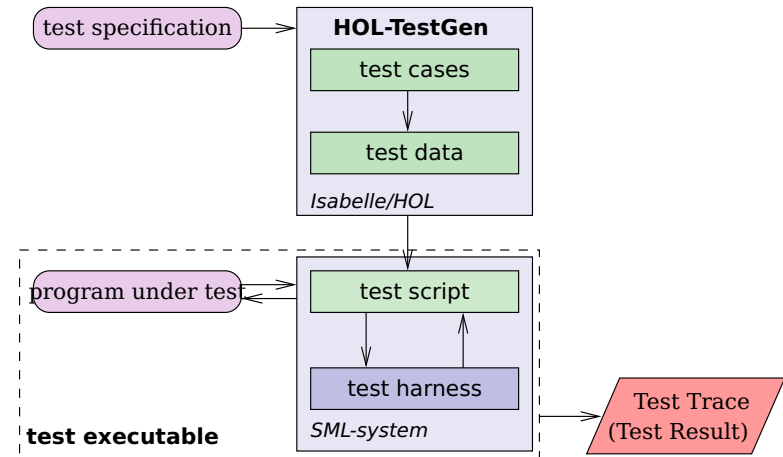 test specification
HOL-TestGen
test cases
test data
Isabelle/HOL
program under test
test script
test harness
SML-system
test executable
Test Trace
(Test Result)